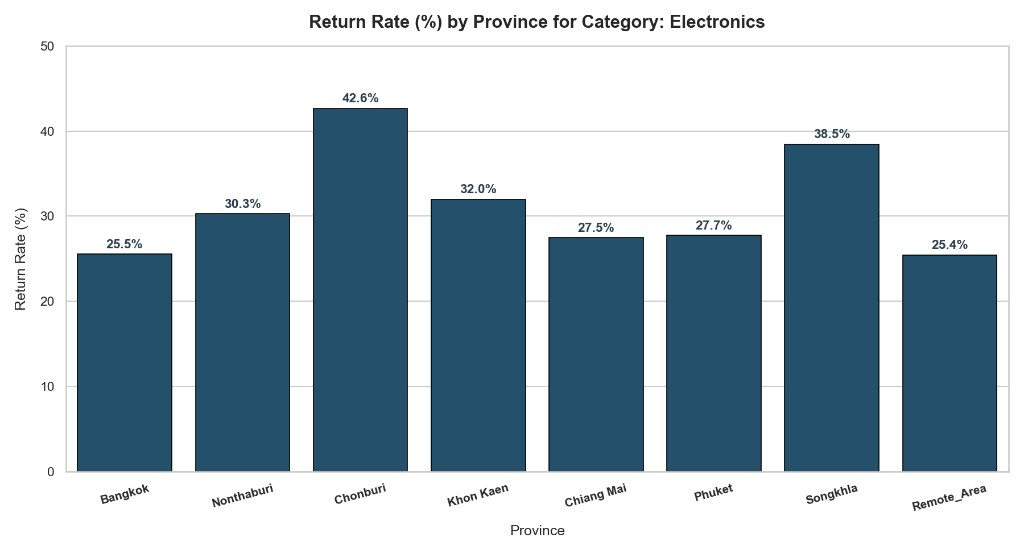 Return Rate (%) by Province for Category: Electronics
50
40
30
20
10
0
Return Rate (%)
25.5%
30.3%
42.6%
32.0%
27.5%
27.7%
38.5%
25.4%
Bangkok
Nonthaburi
Chonburi
Khon Kaen
Chiang Mai
Phuket
Songkhla
Remote_Area
Province